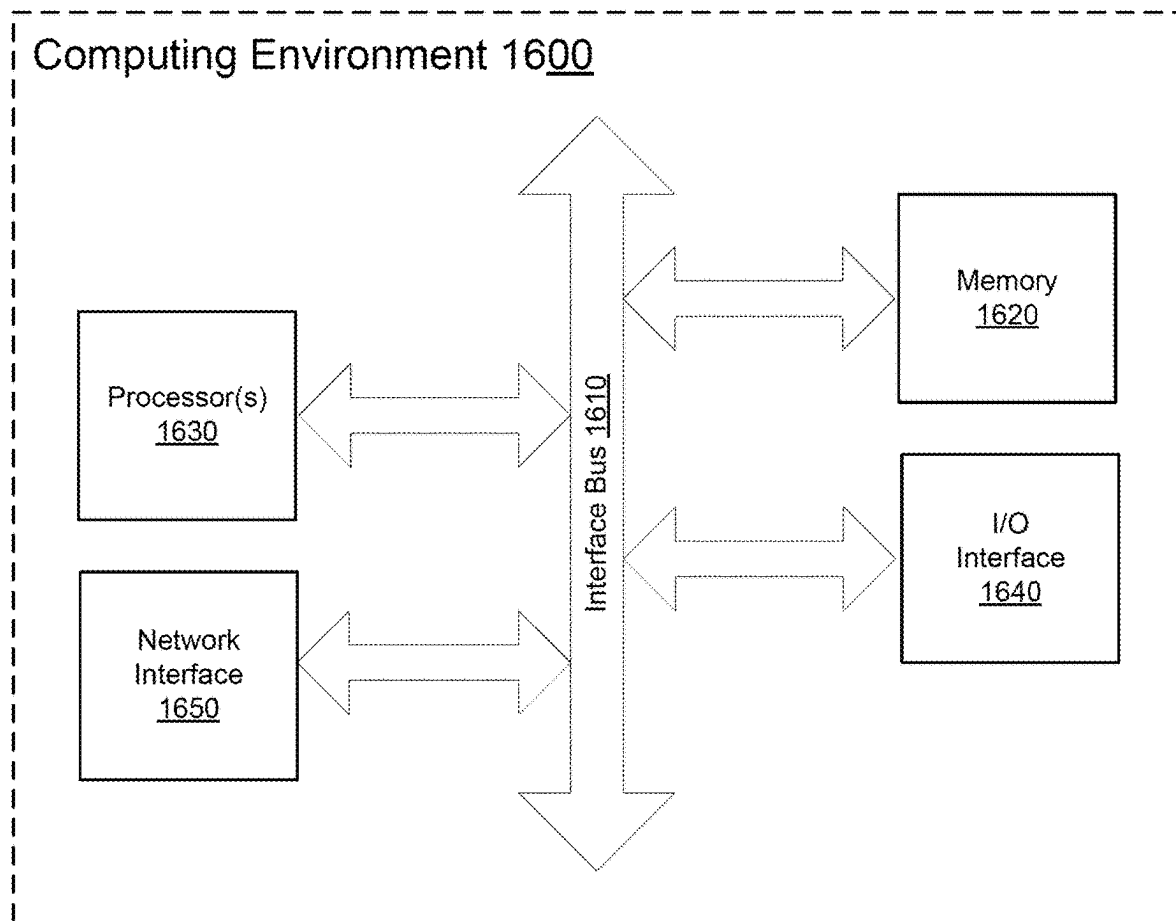 Computing Environment 1600
Memory
1620
Processor(s)
1630
Interface Bus 1610
I/O
Interface
1640
Network
Interface
1650